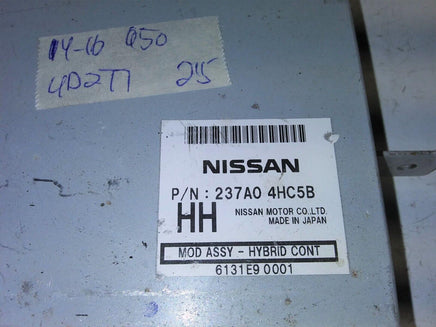 14-16 Q50
4D2T1 215
NISSAN
P/N : 237A0 4HC5B
HH NISSAN MOTOR CO.,LTD.
MADE IN JAPAN
MOD ASSY - HYBRID CONT
6131E9 0001